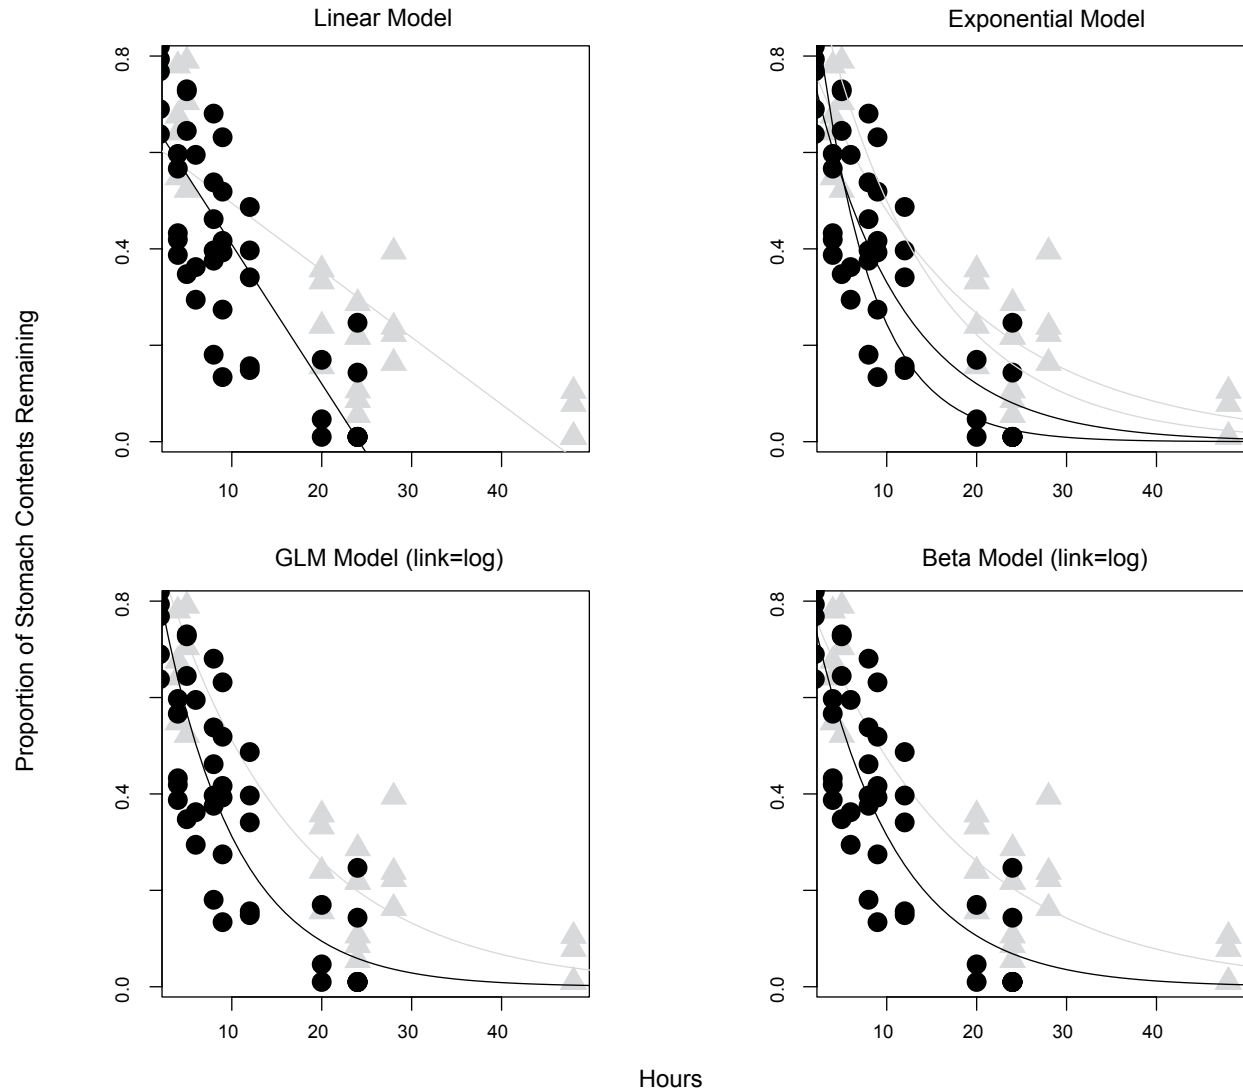 Linear Model
Exponential Model
0.8
0.4
0.0
10 20 30 40
0.8
0.4
0.0
10 20 30 40
Proportion of Stomach Contents Remaining
GLM Model (link=log)
Beta Model (link=log)
0.8
0.4
0.0
10 20 30 40
0.8
0.4
0.0
10 20 30 40
Hours